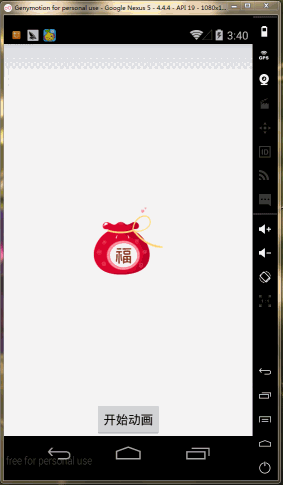 Genymotion for personal use - Google Nexus 5 - 4.4.4 - API 19 - 1080x1...
3:40
GPS
ID
福
开始动画
free for personal use